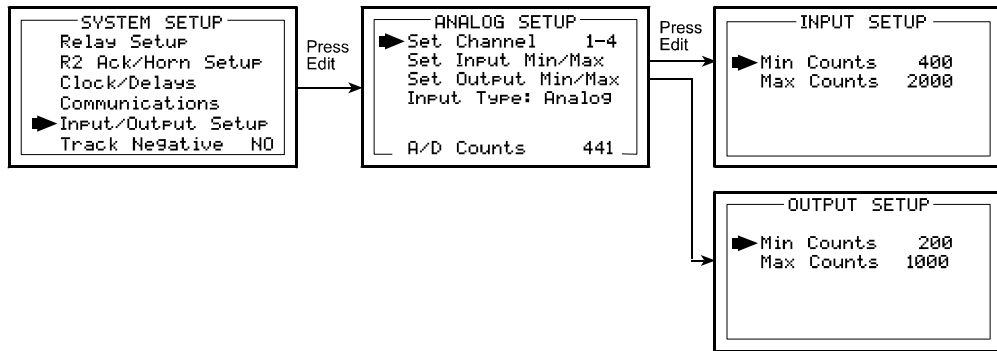 SYSTEM SETUP
Relay Setup
R2 Ack/Horn Setup
Clock/Delays
Communications
Input/Output Setup
Track Negative NO
Press
Edit
ANALOG SETUP
Set Channel 1-4
Set Input Min/Max
Set Output Min/Max
Input Type: Analog
A/D Counts 441
Press
Edit
INPUT SETUP
Min Counts 400
Max Counts 2000
OUTPUT SETUP
Min Counts 200
Max Counts 1000